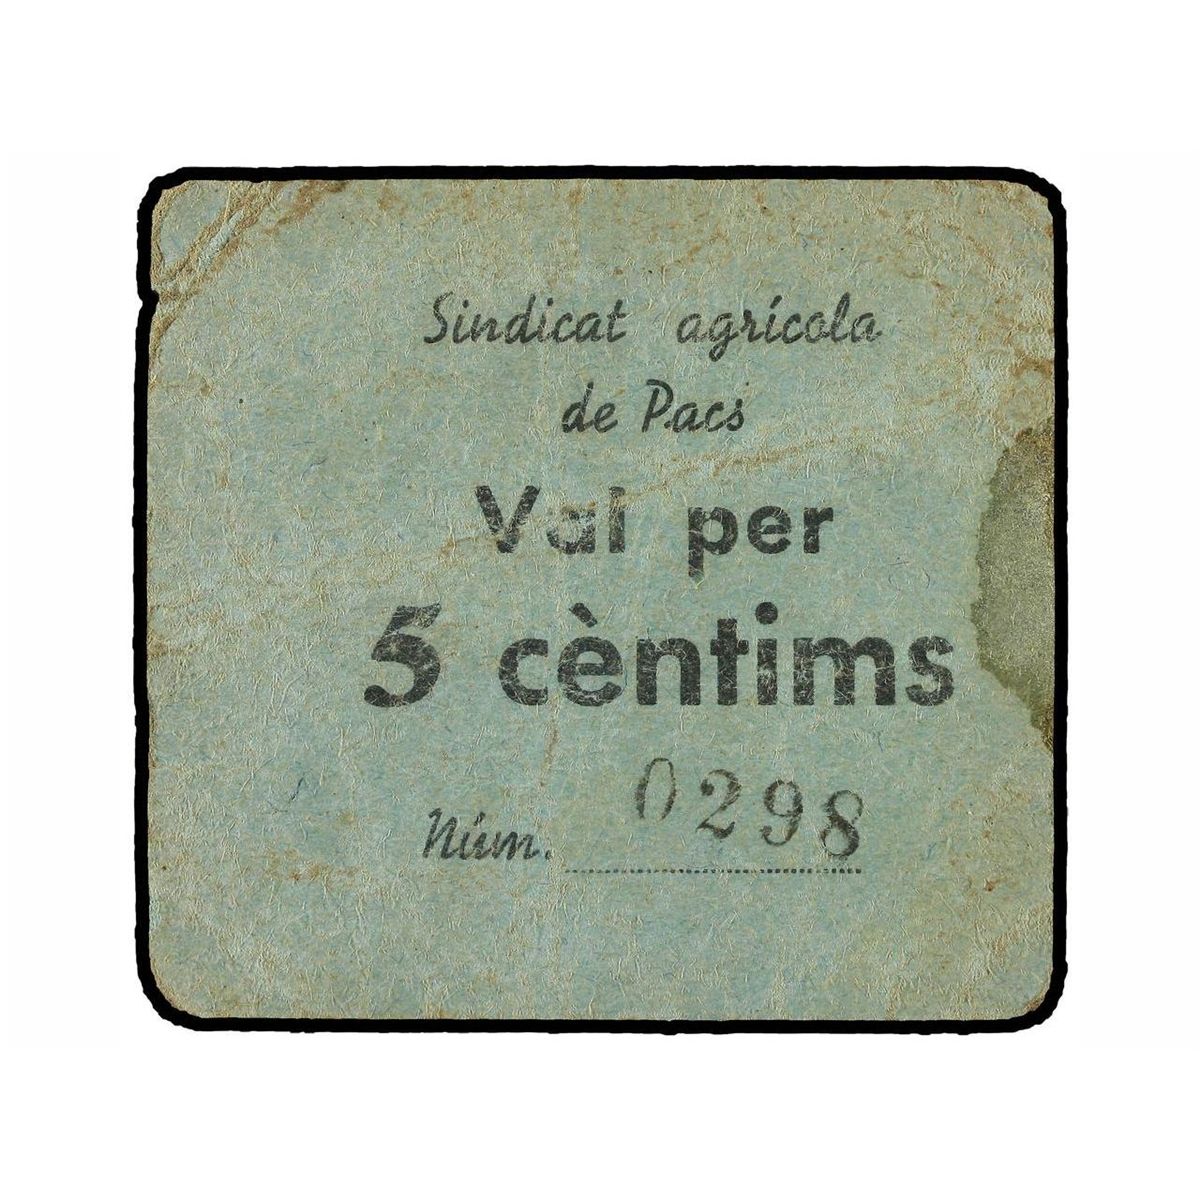 Sindicat agrícola
de Pacs
Val per
5 cèntims
Núm. 0298